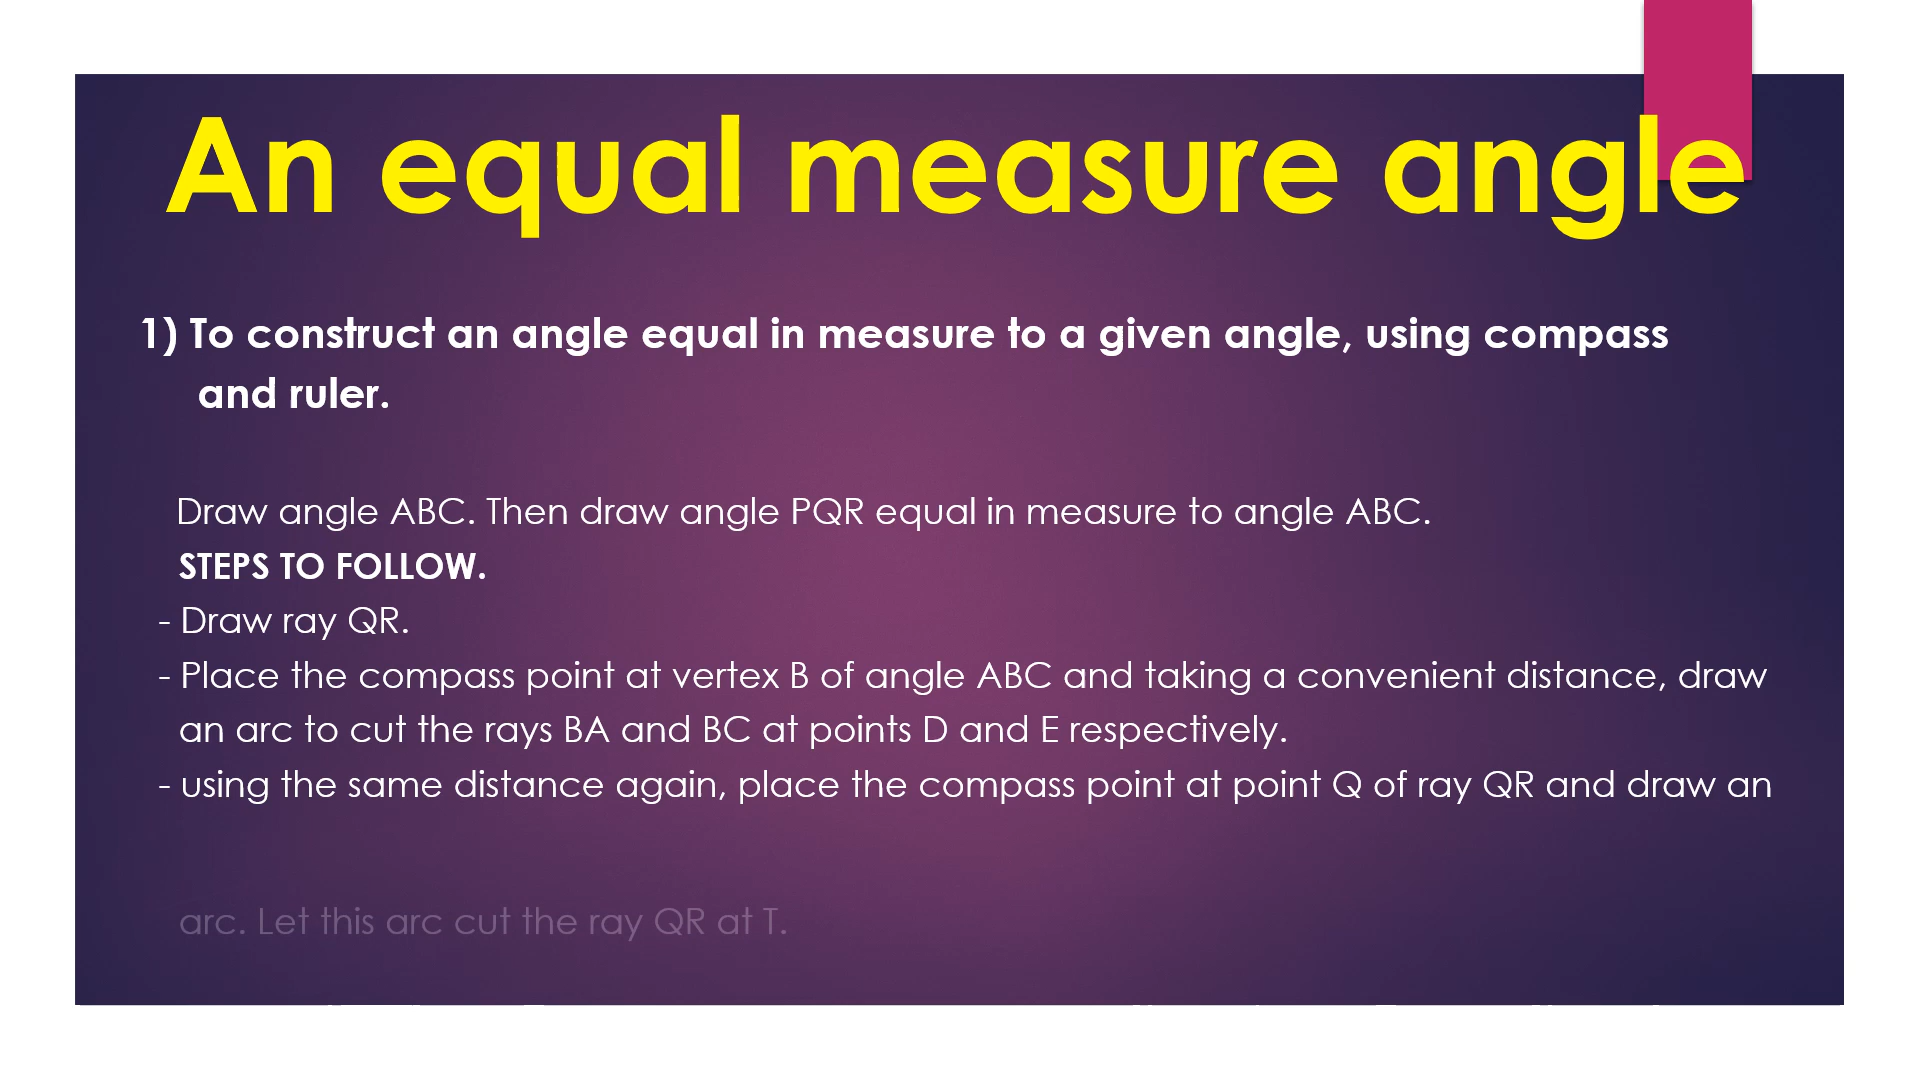 An equal measure angle
1) To construct an angle equal in measure to a given angle, using compass
and ruler.
Draw angle ABC. Then draw angle PQR equal in measure to angle ABC.
STEPS TO FOLLOW.
- Draw ray QR.
- Place the compass point at vertex B of angle ABC and taking a convenient distance, draw
an arc to cut the rays BA and BC at points D and E respectively.
- using the same distance again, place the compass point at point Q of ray QR and draw an
arc. Let this arc cut the ray QR at T.